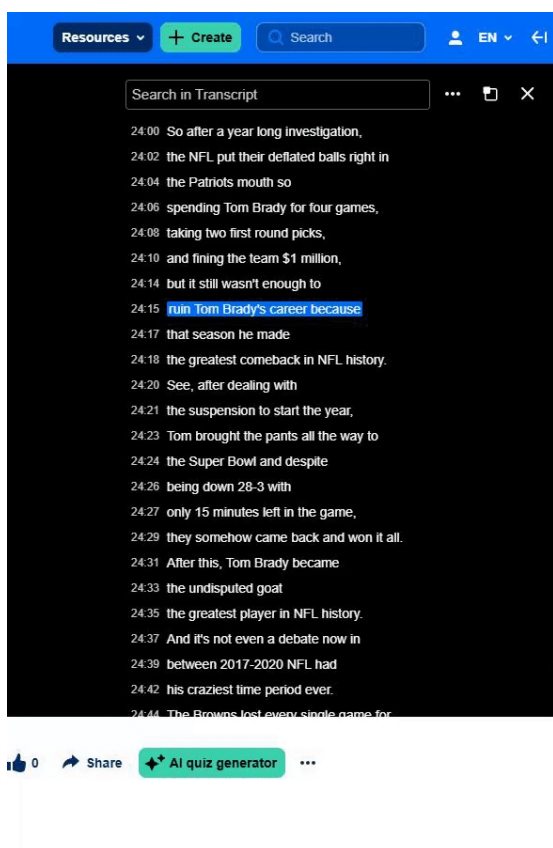 Resources
Create
Search
EN
Search in Transcript
24:00 So after a year long investigation,
24:02 the NFL put their deflated balls right in
24:04 the Patriots mouth so
24:06 spending Tom Brady for four games,
24:08 taking two first round picks,
24:10 and fining the team $1 million,
24:14 but it still wasn't enough to
24:15 ruin Tom Brady's career because
24:17 that season he made
24:18 the greatest comeback in NFL history.
24:20 See, after dealing with
24:21 the suspension to start the year,
24:23 Tom brought the pants all the way to
24:24 the Super Bowl and despite
24:26 being down 28-3 with
24:27 only 15 minutes left in the game,
24:29 they somehow came back and won it all.
24:31 After this, Tom Brady became
24:33 the undisputed goat
24:35 the greatest player in NFL history.
24:37 And it's not even a debate now in
24:39 between 2017-2020 NFL had
24:42 his craziest time period ever.
24:44 The Browns lost every single game for
0 Share AI quiz generator